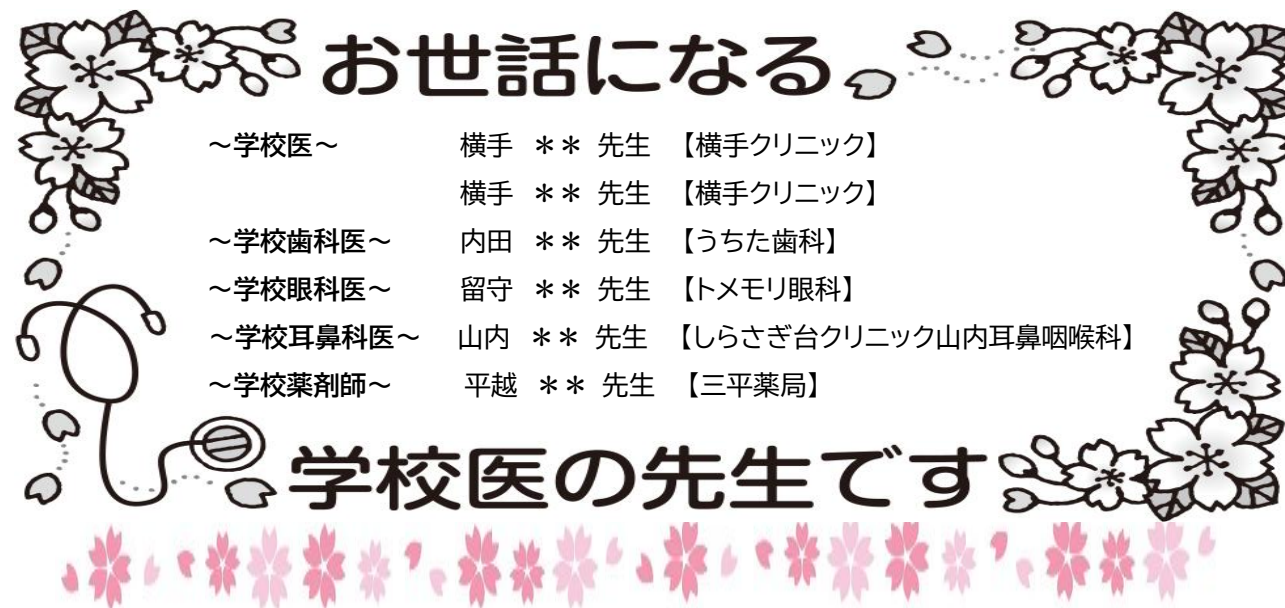 お世話になる
～学校医～ 横手 ＊＊ 先生 【横手クリニック】
横手 ＊＊ 先生 【横手クリニック】
～学校歯科医～ 内田 ＊＊ 先生 【うちた歯科】
～学校眼科医～ 留守 ＊＊ 先生 【トメモリ眼科】
～学校耳鼻科医～ 山内 ＊＊ 先生 【しらさぎ台クリニック山内耳鼻咽喉科】
～学校薬剤師～ 平越 ＊＊ 先生 【三平薬局】
学校医の先生です